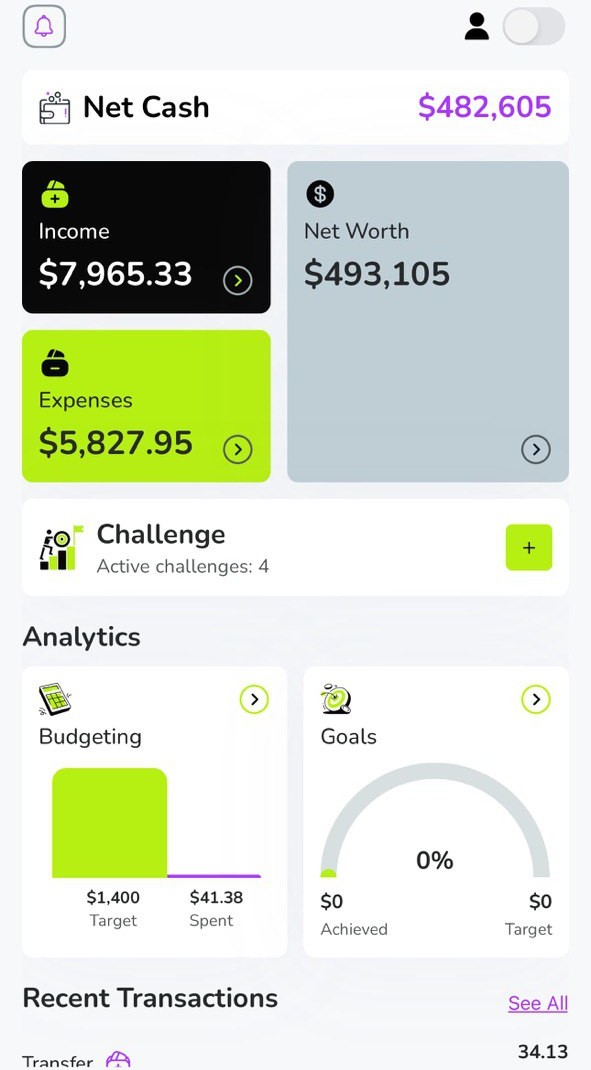 Net Cash $482,605
Income
$7,965.33
Net Worth
$493,105
Expenses
$5,827.95
Challenge
Active challenges: 4
+
Analytics
Budgeting
$1,400 $41.38
Target Spent
Goals
0%
$0 $0
Achieved Target
Recent Transactions See All
Transfer 34.13